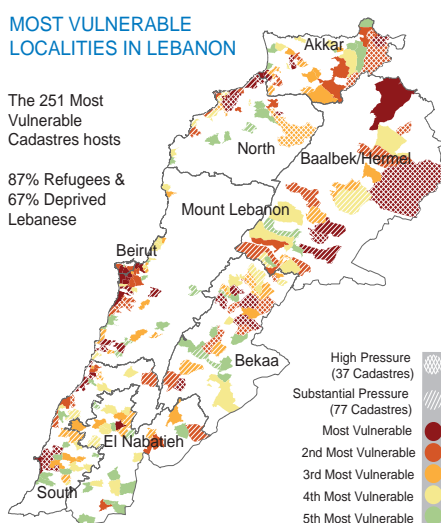 MOST VULNERABLE
LOCALITIES IN LEBANON
The 251 Most
Vulnerable
Cadastres hosts
87% Refugees &
67% Deprived
Lebanese
Akkar
North
Baalbek/Hermel
Mount Lebanon
Beirut
Bekaa
El Nabatieh
South
High Pressure
(37 Cadastres)
Substantial Pressure
(77 Cadastres)
Most Vulnerable
2nd Most Vulnerable
3rd Most Vulnerable
4th Most Vulnerable
5th Most Vulnerable